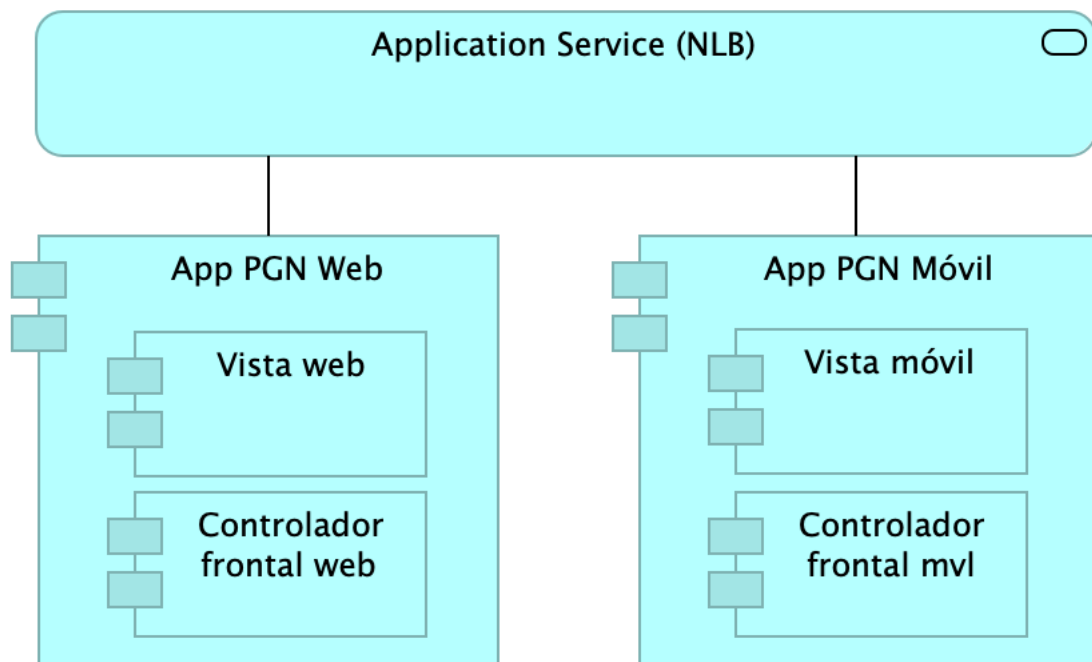 Application Service (NLB)
App PGN Web
Vista web
Controlador
frontal web
App PGN Móvil
Vista móvil
Controlador
frontal mvl